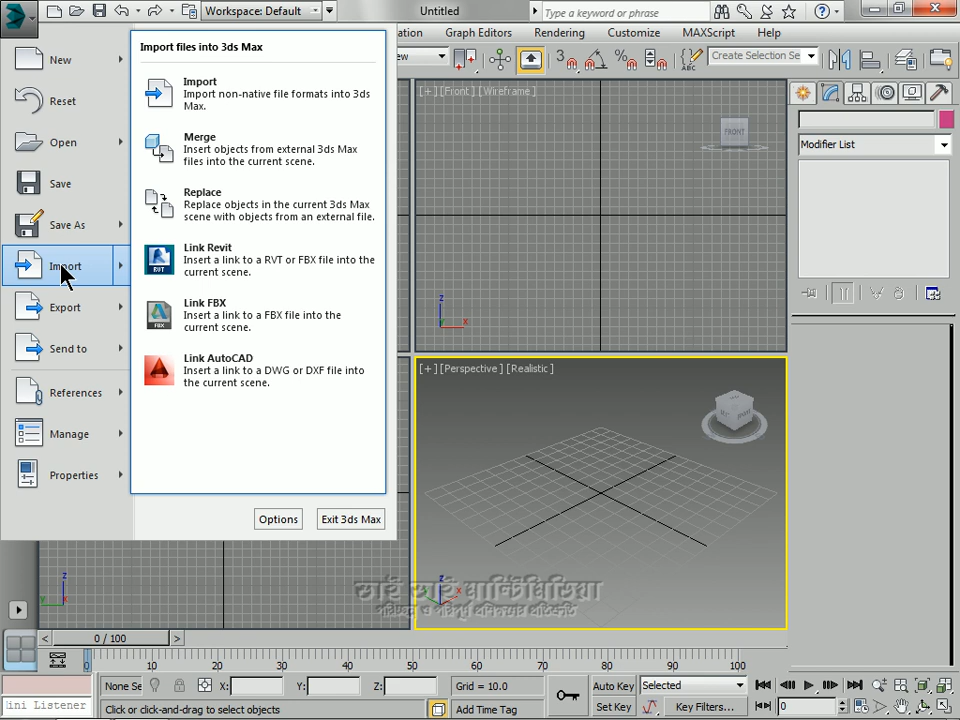 Workspace: Default
Untitled
Type a keyword or phrase
Graph Editors
Rendering
Customize
MAXScript
Help
New
Reset
Open
Save
Save As
Import
Export
Send to
References
Manage
Properties
Import files into 3ds Max
Import
Import non-native file formats into 3ds
Max.
Merge
Insert objects from external 3ds Max
files into the current scene.
Replace
Replace objects in the current 3ds Max
scene with objects from an external file.
Link Revit
Insert a link to a RVT or FBX file into the
current scene.
Link FBX
Insert a link to a FBX file into the
current scene.
Link AutoCAD
Insert a link to a DWG or DXF file into
the current scene.
Options
Exit 3ds Max
Create Selection Se
[+] [Front] [Wireframe]
FRONT
Modifier List
[+] [Perspective] [Realistic]
ভাই ভাই মাল্টিমিডিয়া
0 / 100
0 10 20 30 40 50 60 70 80 90 100
None Se
X:
Y:
Z:
Grid = 10.0
Auto Key
Selected
ini Listener
Click or click-and-drag to select objects
Add Time Tag
Set Key
Key Filters...
0